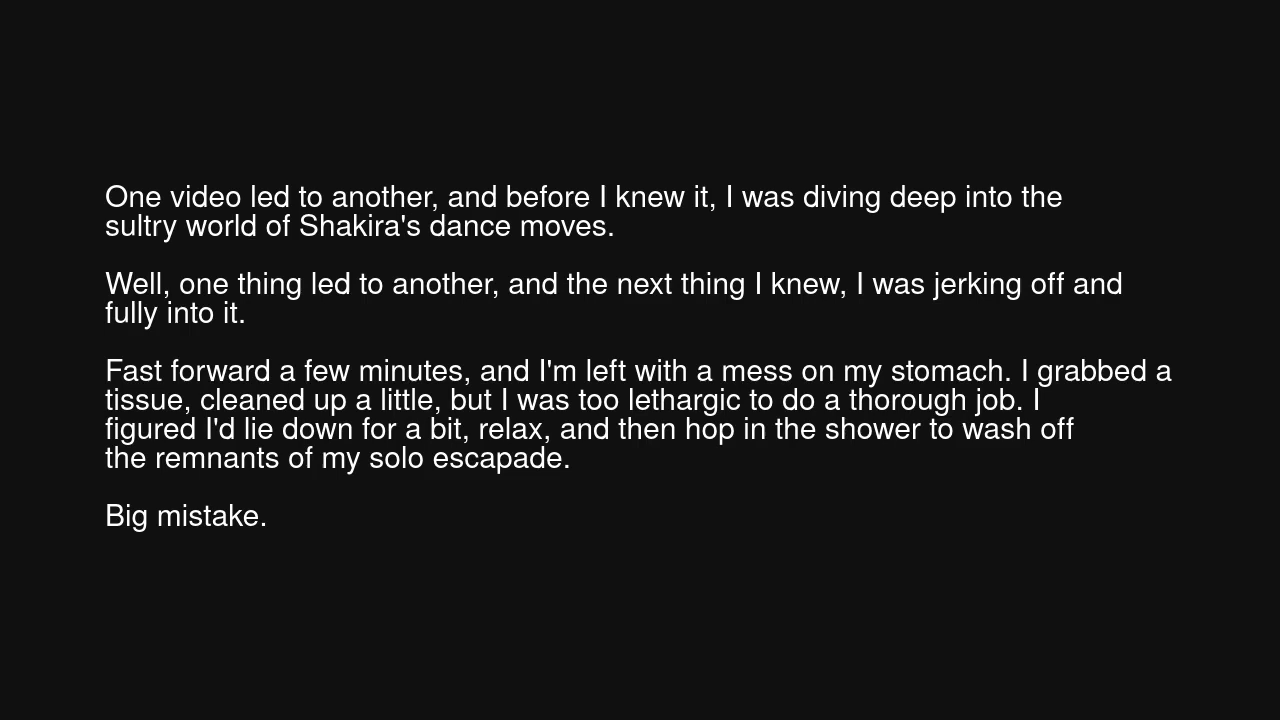 One video led to another, and before I knew it, I was diving deep into the
sultry world of Shakira's dance moves.
Well, one thing led to another, and the next thing I knew, I was jerking off and
fully into it.
Fast forward a few minutes, and I'm left with a mess on my stomach. I grabbed a
tissue, cleaned up a little, but I was too lethargic to do a thorough job. I
figured I'd lie down for a bit, relax, and then hop in the shower to wash off
the remnants of my solo escapade.
Big mistake.